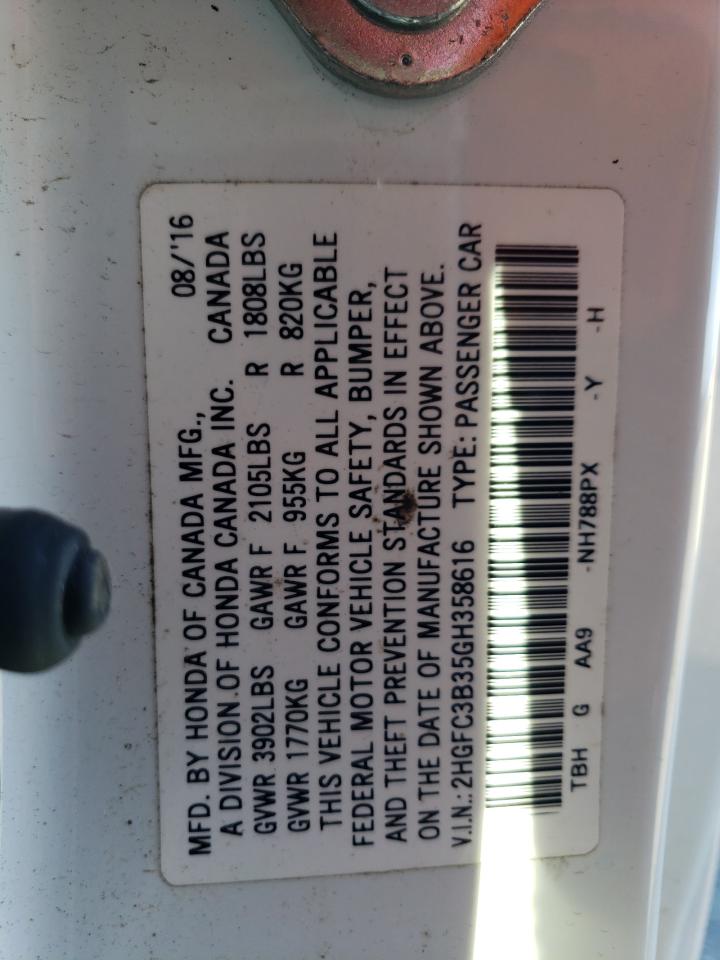 08/'16
MFD. BY HONDA OF CANADA MFG.,
A DIVISION OF HONDA CANADA INC. CANADA
GVWR 3902LBS GAWR F 2105LBS R 1808LBS
GVWR 1770KG GAWR F 955KG R 820KG
THIS VEHICLE CONFORMS TO ALL APPLICABLE
FEDERAL MOTOR VEHICLE SAFETY, BUMPER,
AND THEFT PREVENTION STANDARDS IN EFFECT
ON THE DATE OF MANUFACTURE SHOWN ABOVE.
V.I.N.: 2HGFC3B35GH358616 TYPE: PASSENGER CAR
TBH G AA9 -NH788PX -Y -H